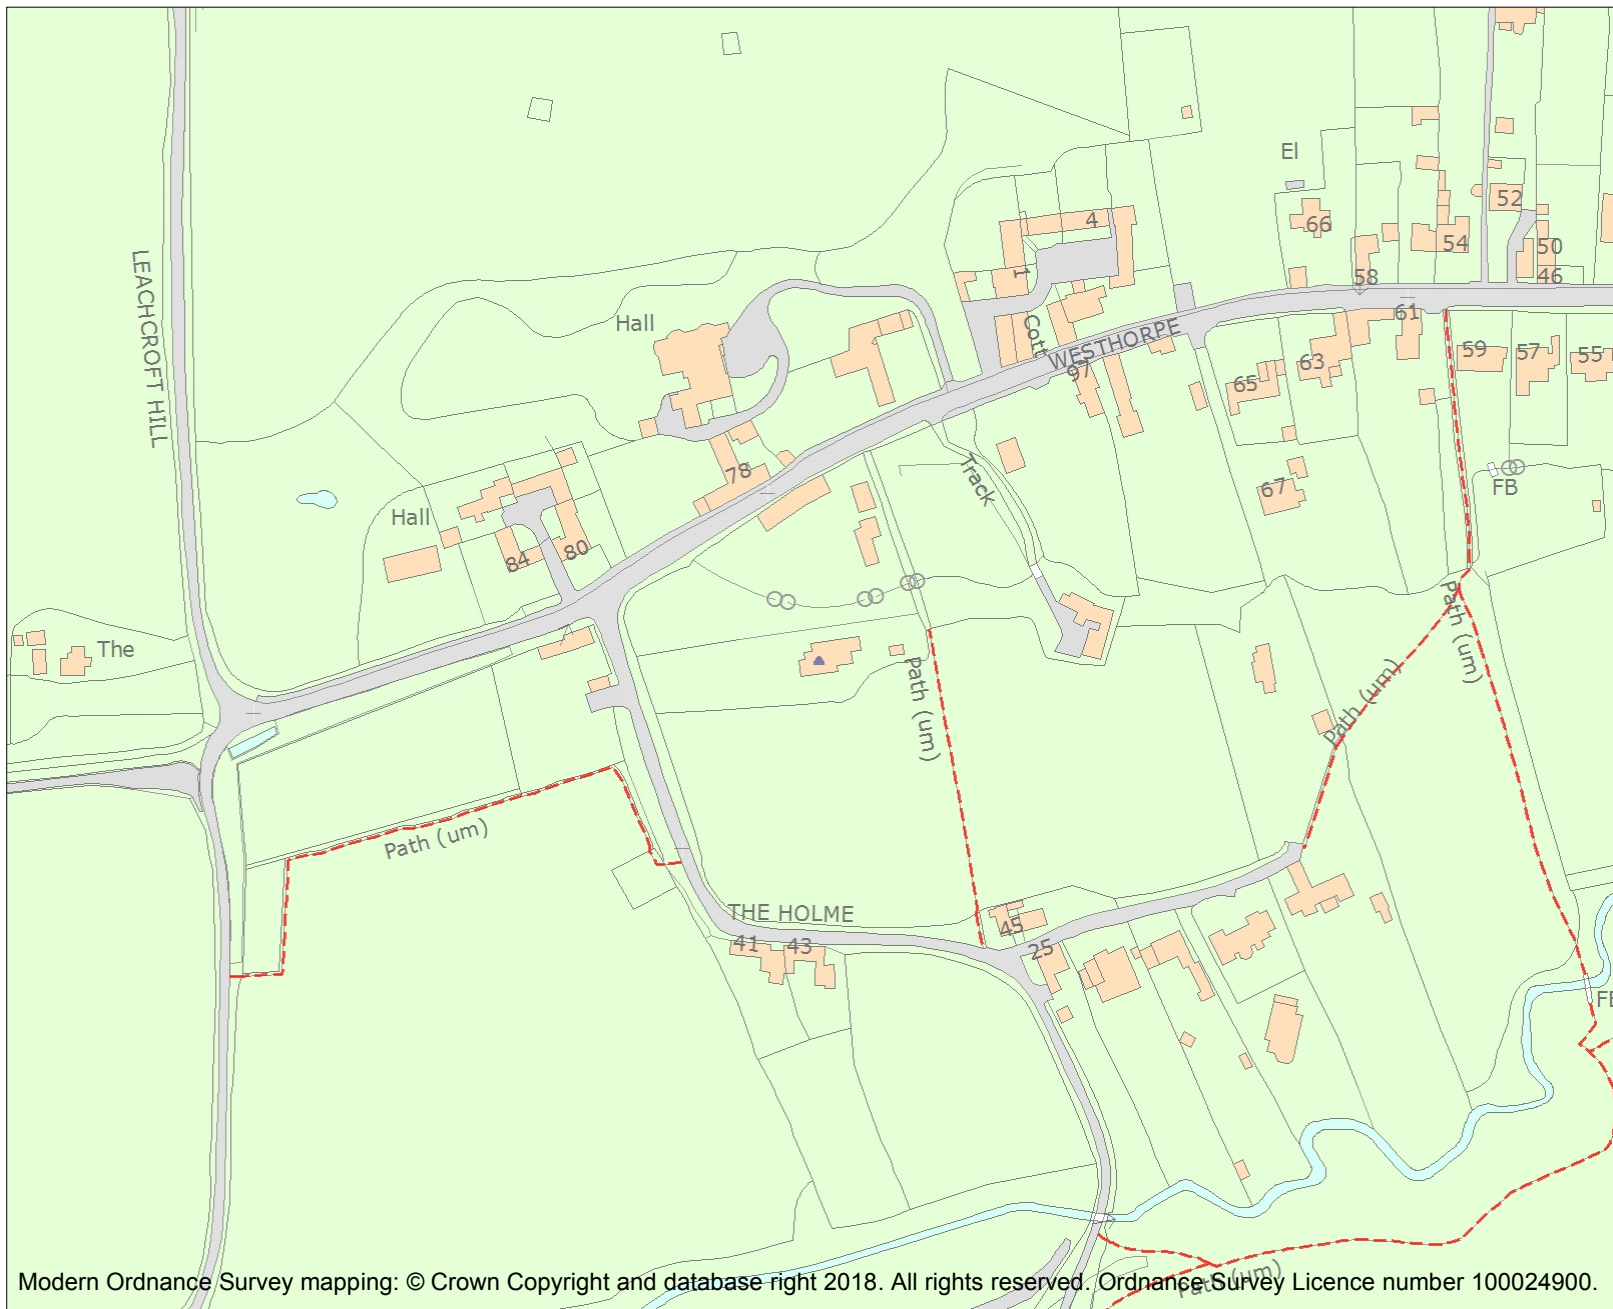 El
52
66
4
54
50
58
46
1
61
Hall
Cott
WESTHORPE
LEACHCROFT HILL
59
57
55
63
97
65
78
Track
67
FB
Hall
84
80
The
Path (um)
Path (um)
Path (um)
Path (um)
THE HOLME
45
41
43
25
FB
Path (um)
Modern Ordnance Survey mapping: © Crown Copyright and database right 2018. All rights reserved. Ordnance Survey Licence number 100024900.